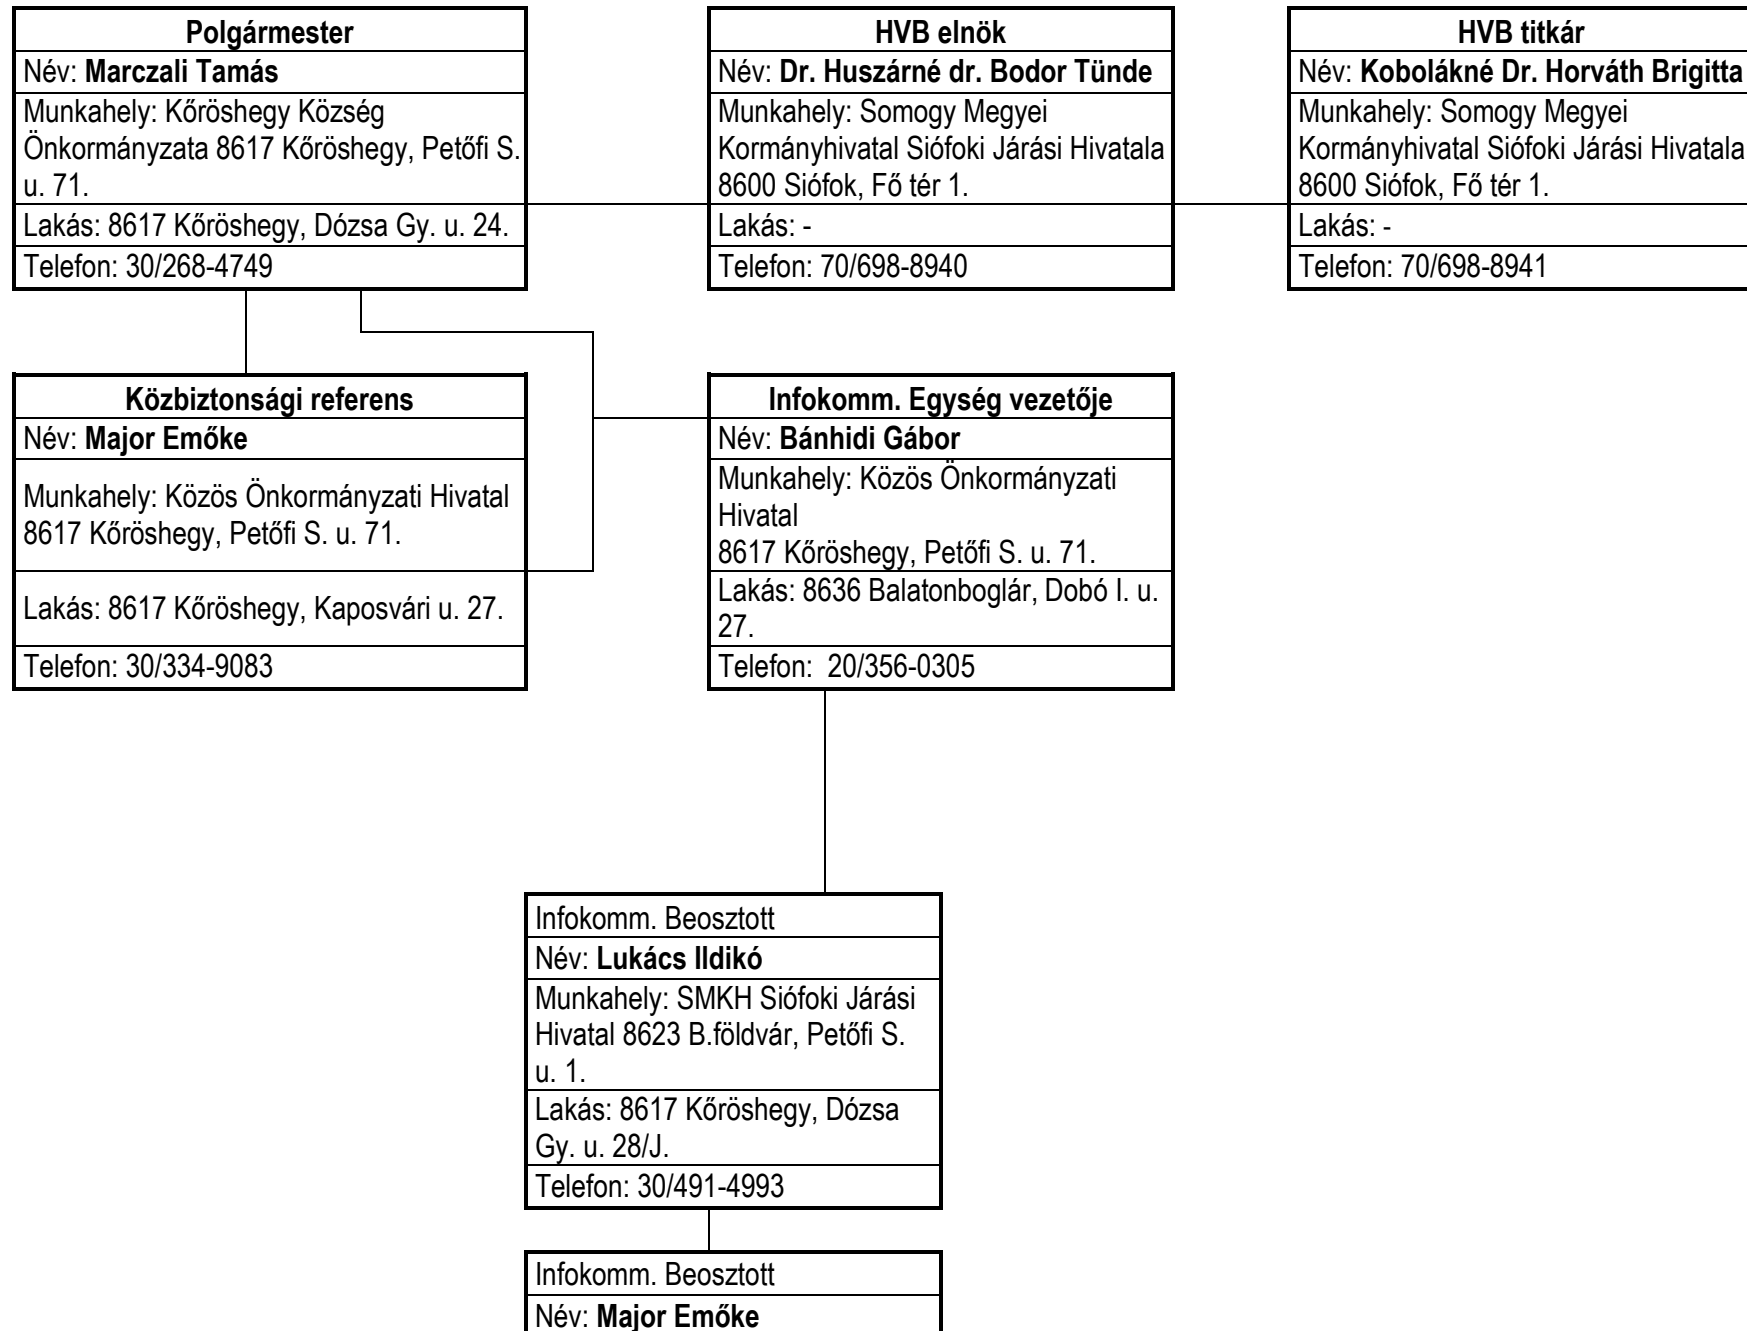 Polgármester
Név: Marczali Tamás
Munkahely: Kőröshegy Község
Önkormányzata 8617 Kőröshegy, Petőfi S.
u. 71.
Lakás: 8617 Kőröshegy, Dózsa Gy. u. 24.
Telefon: 30/268-4749
HVB elnök
Név: Dr. Huszárné dr. Bodor Tünde
Munkahely: Somogy Megyei
Kormányhivatal Siófoki Járási Hivatala
8600 Siófok, Fő tér 1.
Lakás: -
Telefon: 70/698-8940
HVB titkár
Név: Kobolákné Dr. Horváth Brigitta
Munkahely: Somogy Megyei
Kormányhivatal Siófoki Járási Hivatala
8600 Siófok, Fő tér 1.
Lakás: -
Telefon: 70/698-8941
Közbiztonsági referens
Név: Major Emőke
Munkahely: Közös Önkormányzati Hivatal
8617 Kőröshegy, Petőfi S. u. 71.
Lakás: 8617 Kőröshegy, Kaposvári u. 27.
Telefon: 30/334-9083
Infokomm. Egység vezetője
Név: Bánhidi Gábor
Munkahely: Közös Önkormányzati
Hivatal
8617 Kőröshegy, Petőfi S. u. 71.
Lakás: 8636 Balatonboglár, Dobó I. u.
27.
Telefon:  20/356-0305
Infokomm. Beosztott
Név: Lukács Ildikó
Munkahely: SMKH Siófoki Járási
Hivatal 8623 B.földvár, Petőfi S.
u. 1.
Lakás: 8617 Kőröshegy, Dózsa
Gy. u. 28/J.
Telefon: 30/491-4993
Infokomm. Beosztott
Név: Major Emőke